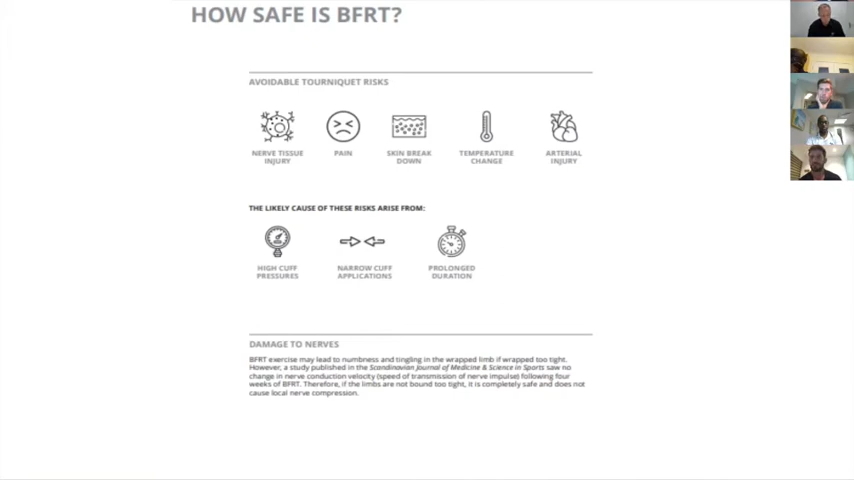 HOW SAFE IS BFRT?
AVOIDABLE TOURNIQUET RISKS
NERVE TISSUE INJURY
PAIN
SKIN BREAK DOWN
TEMPERATURE CHANGE
ARTERIAL INJURY
THE LIKELY CAUSE OF THESE RISKS ARISE FROM:
HIGH CUFF PRESSURES
NARROW CUFF APPLICATIONS
PROLONGED DURATION
DAMAGE TO NERVES
BFRT exercise may lead to numbness and tingling in the wrapped limb if wrapped too tight.
However, a study published in the Scandinavian Journal of Medicine & Science in Sports saw no
change in nerve conduction velocity (speed of transmission of nerve impulse) following four
weeks of BFRT. Therefore, if the limbs are not bound too tight, it is completely safe and does not
cause local nerve compression.